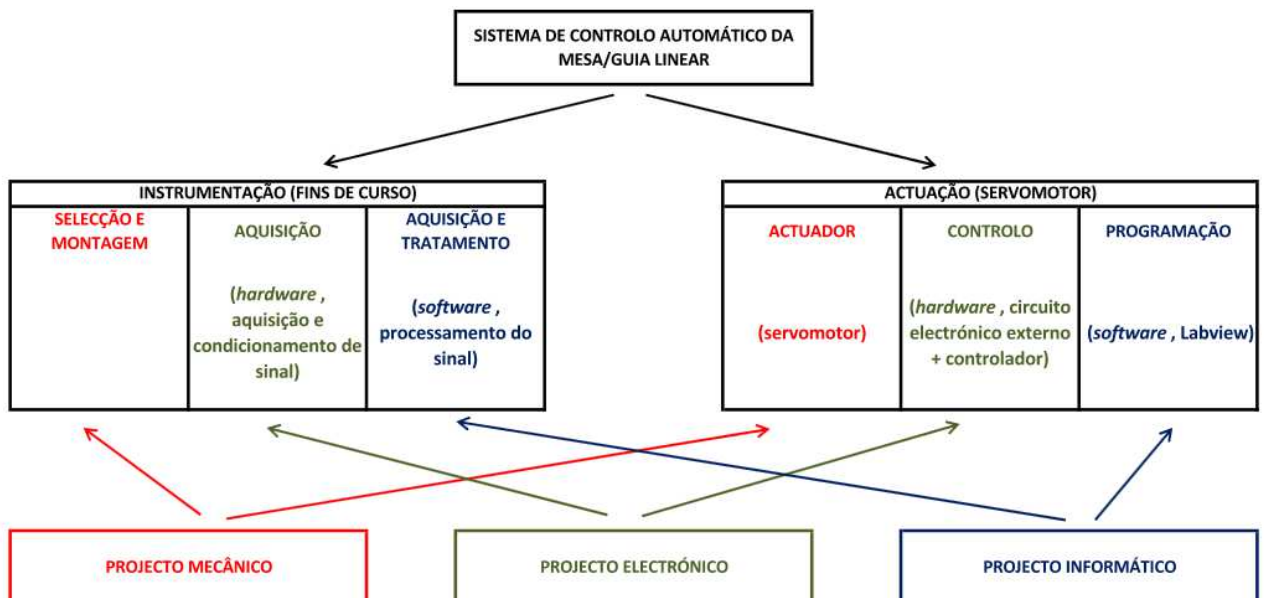 SISTEMA DE CONTROLO AUTOMÁTICO DA
MESA/GUIA LINEAR
INSTRUMENTAÇÃO (FINS DE CURSO)
SELECÇÃO E
MONTAGEM
AQUISIÇÃO
(hardware ,
aquisição e
condicionamento de
sinal)
AQUISIÇÃO E
TRATAMENTO
(software ,
processamento do
sinal)
ACTUAÇÃO (SERVOMOTOR)
ACTUADOR
(servomotor)
CONTROLO
(hardware , circuito
electrónico externo
+ controlador)
PROGRAMAÇÃO
(software , Labview)
PROJECTO MECÂNICO
PROJECTO ELECTRÓNICO
PROJECTO INFORMÁTICO